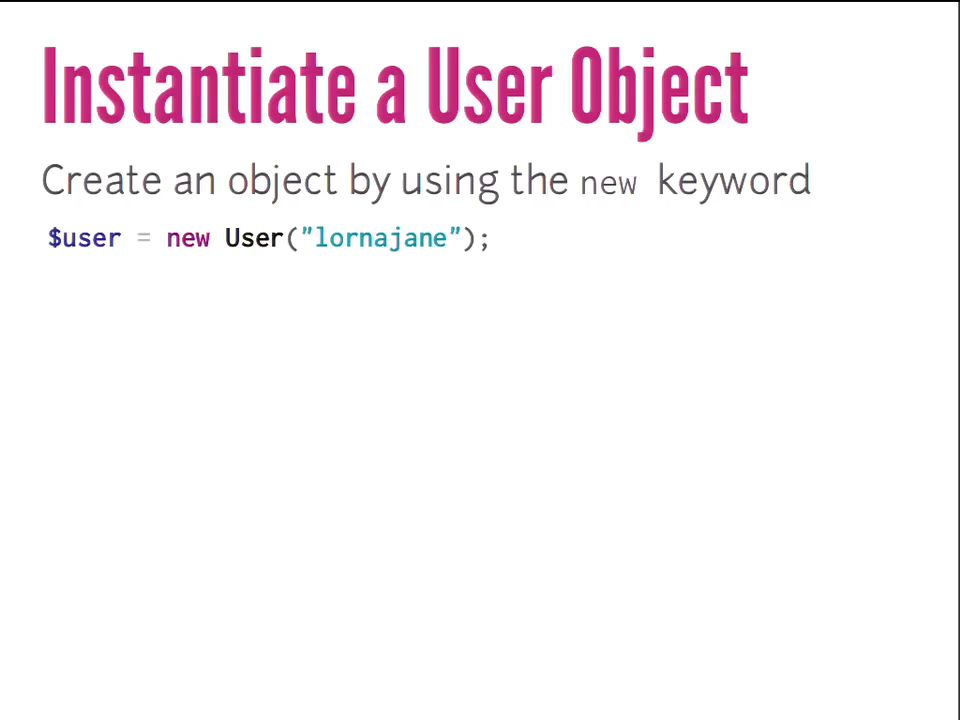 Instantiate a User Object
Create an object by using the new keyword
$user = new User("lornajane");